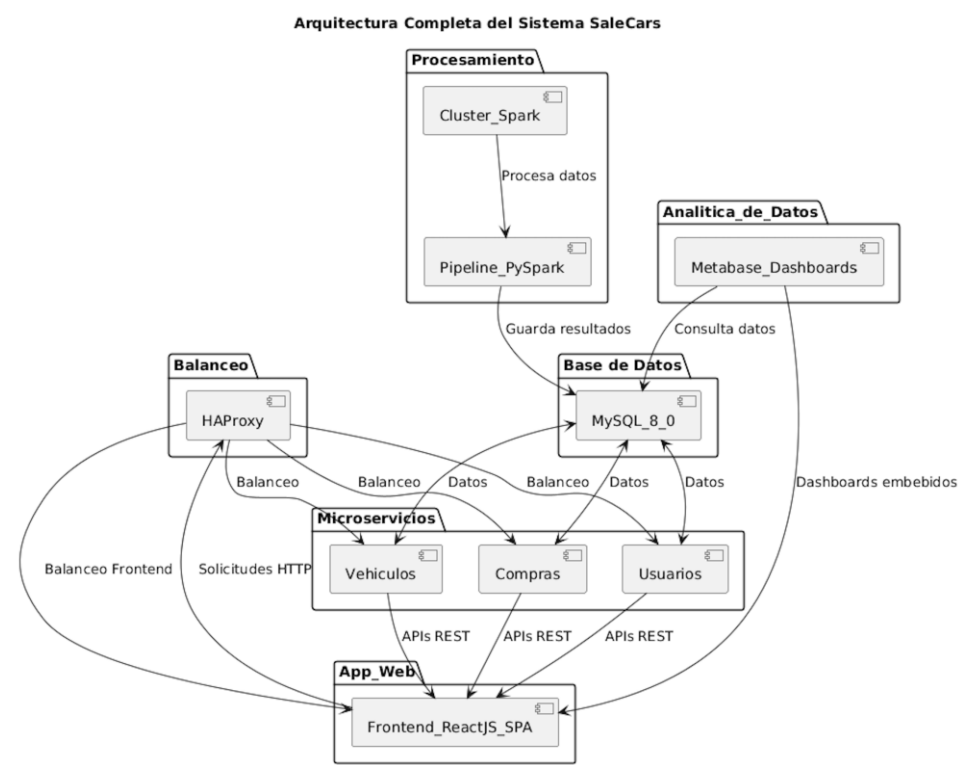 Arquitectura Completa del Sistema SaleCars
Procesamiento
Cluster_Spark
Procesa datos
Analitica_de_Datos
Pipeline_PySpark
Metabase_Dashboards
Guarda resultados
Consulta datos
Balanceo
Base de Datos
HAProxy
MySQL_8_0
Balanceo
Balanceo
Datos
Balanceo
Datos
Datos
Dashboards embebidos
Microservicios
Balanceo Frontend
Solicitudes HTTP
Vehiculos
Compras
Usuarios
APIs REST
APIs REST
APIs REST
App_Web
Frontend_ReactJS_SPA